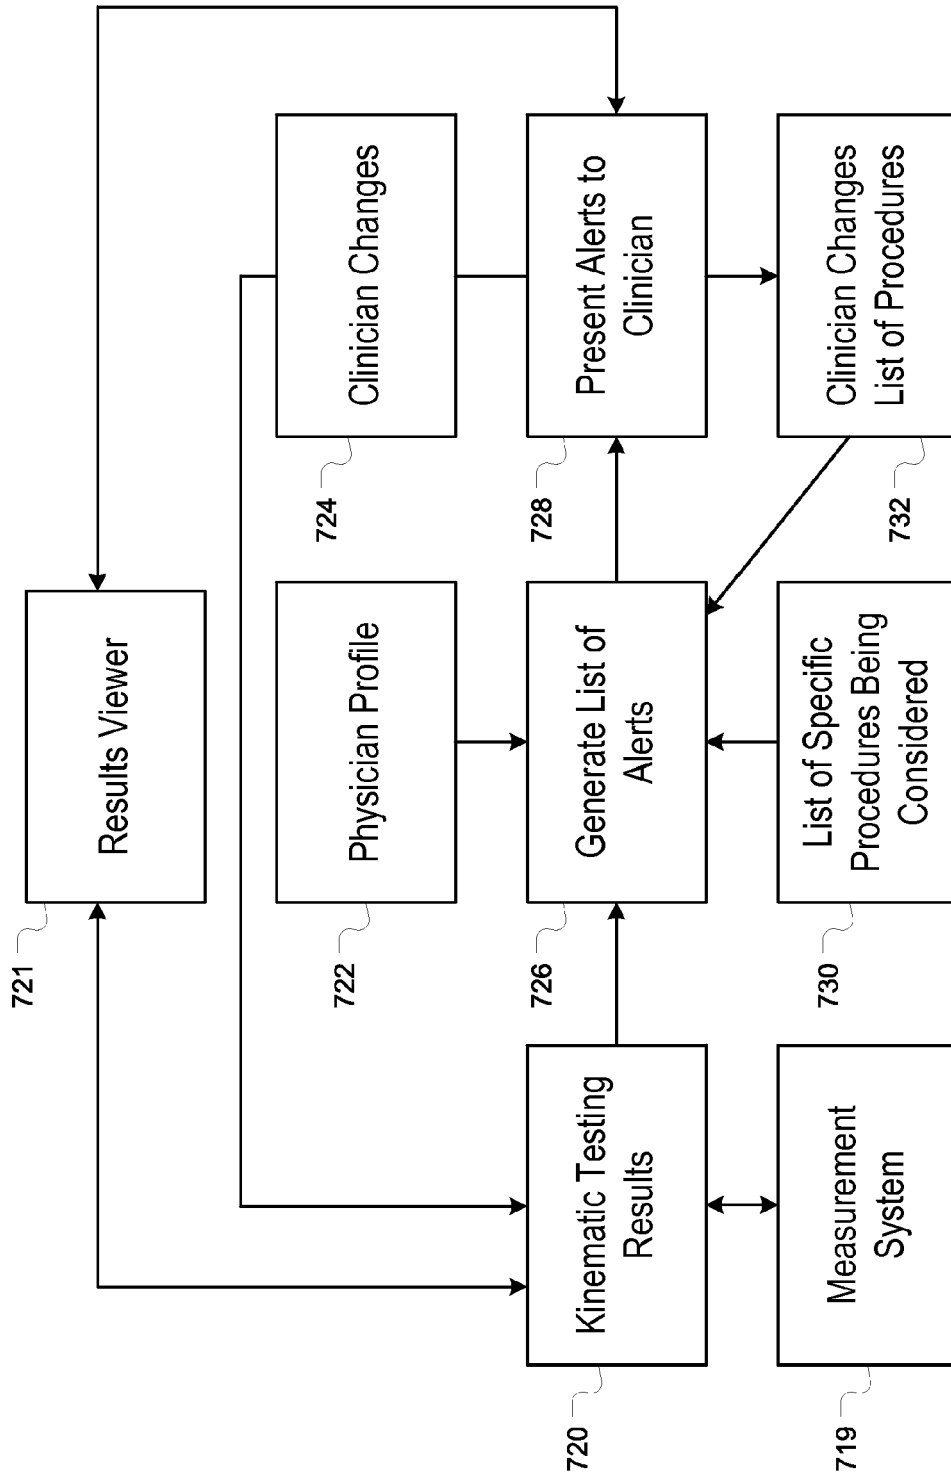 721
Results Viewer
722
Physician Profile
724
Clinician Changes
720
Kinematic Testing
Results
726
Generate List of
Alerts
728
Present Alerts to
Clinician
719
Measurement
System
730
List of Specific
Procedures Being
Considered
732
Clinician Changes
List of Procedures